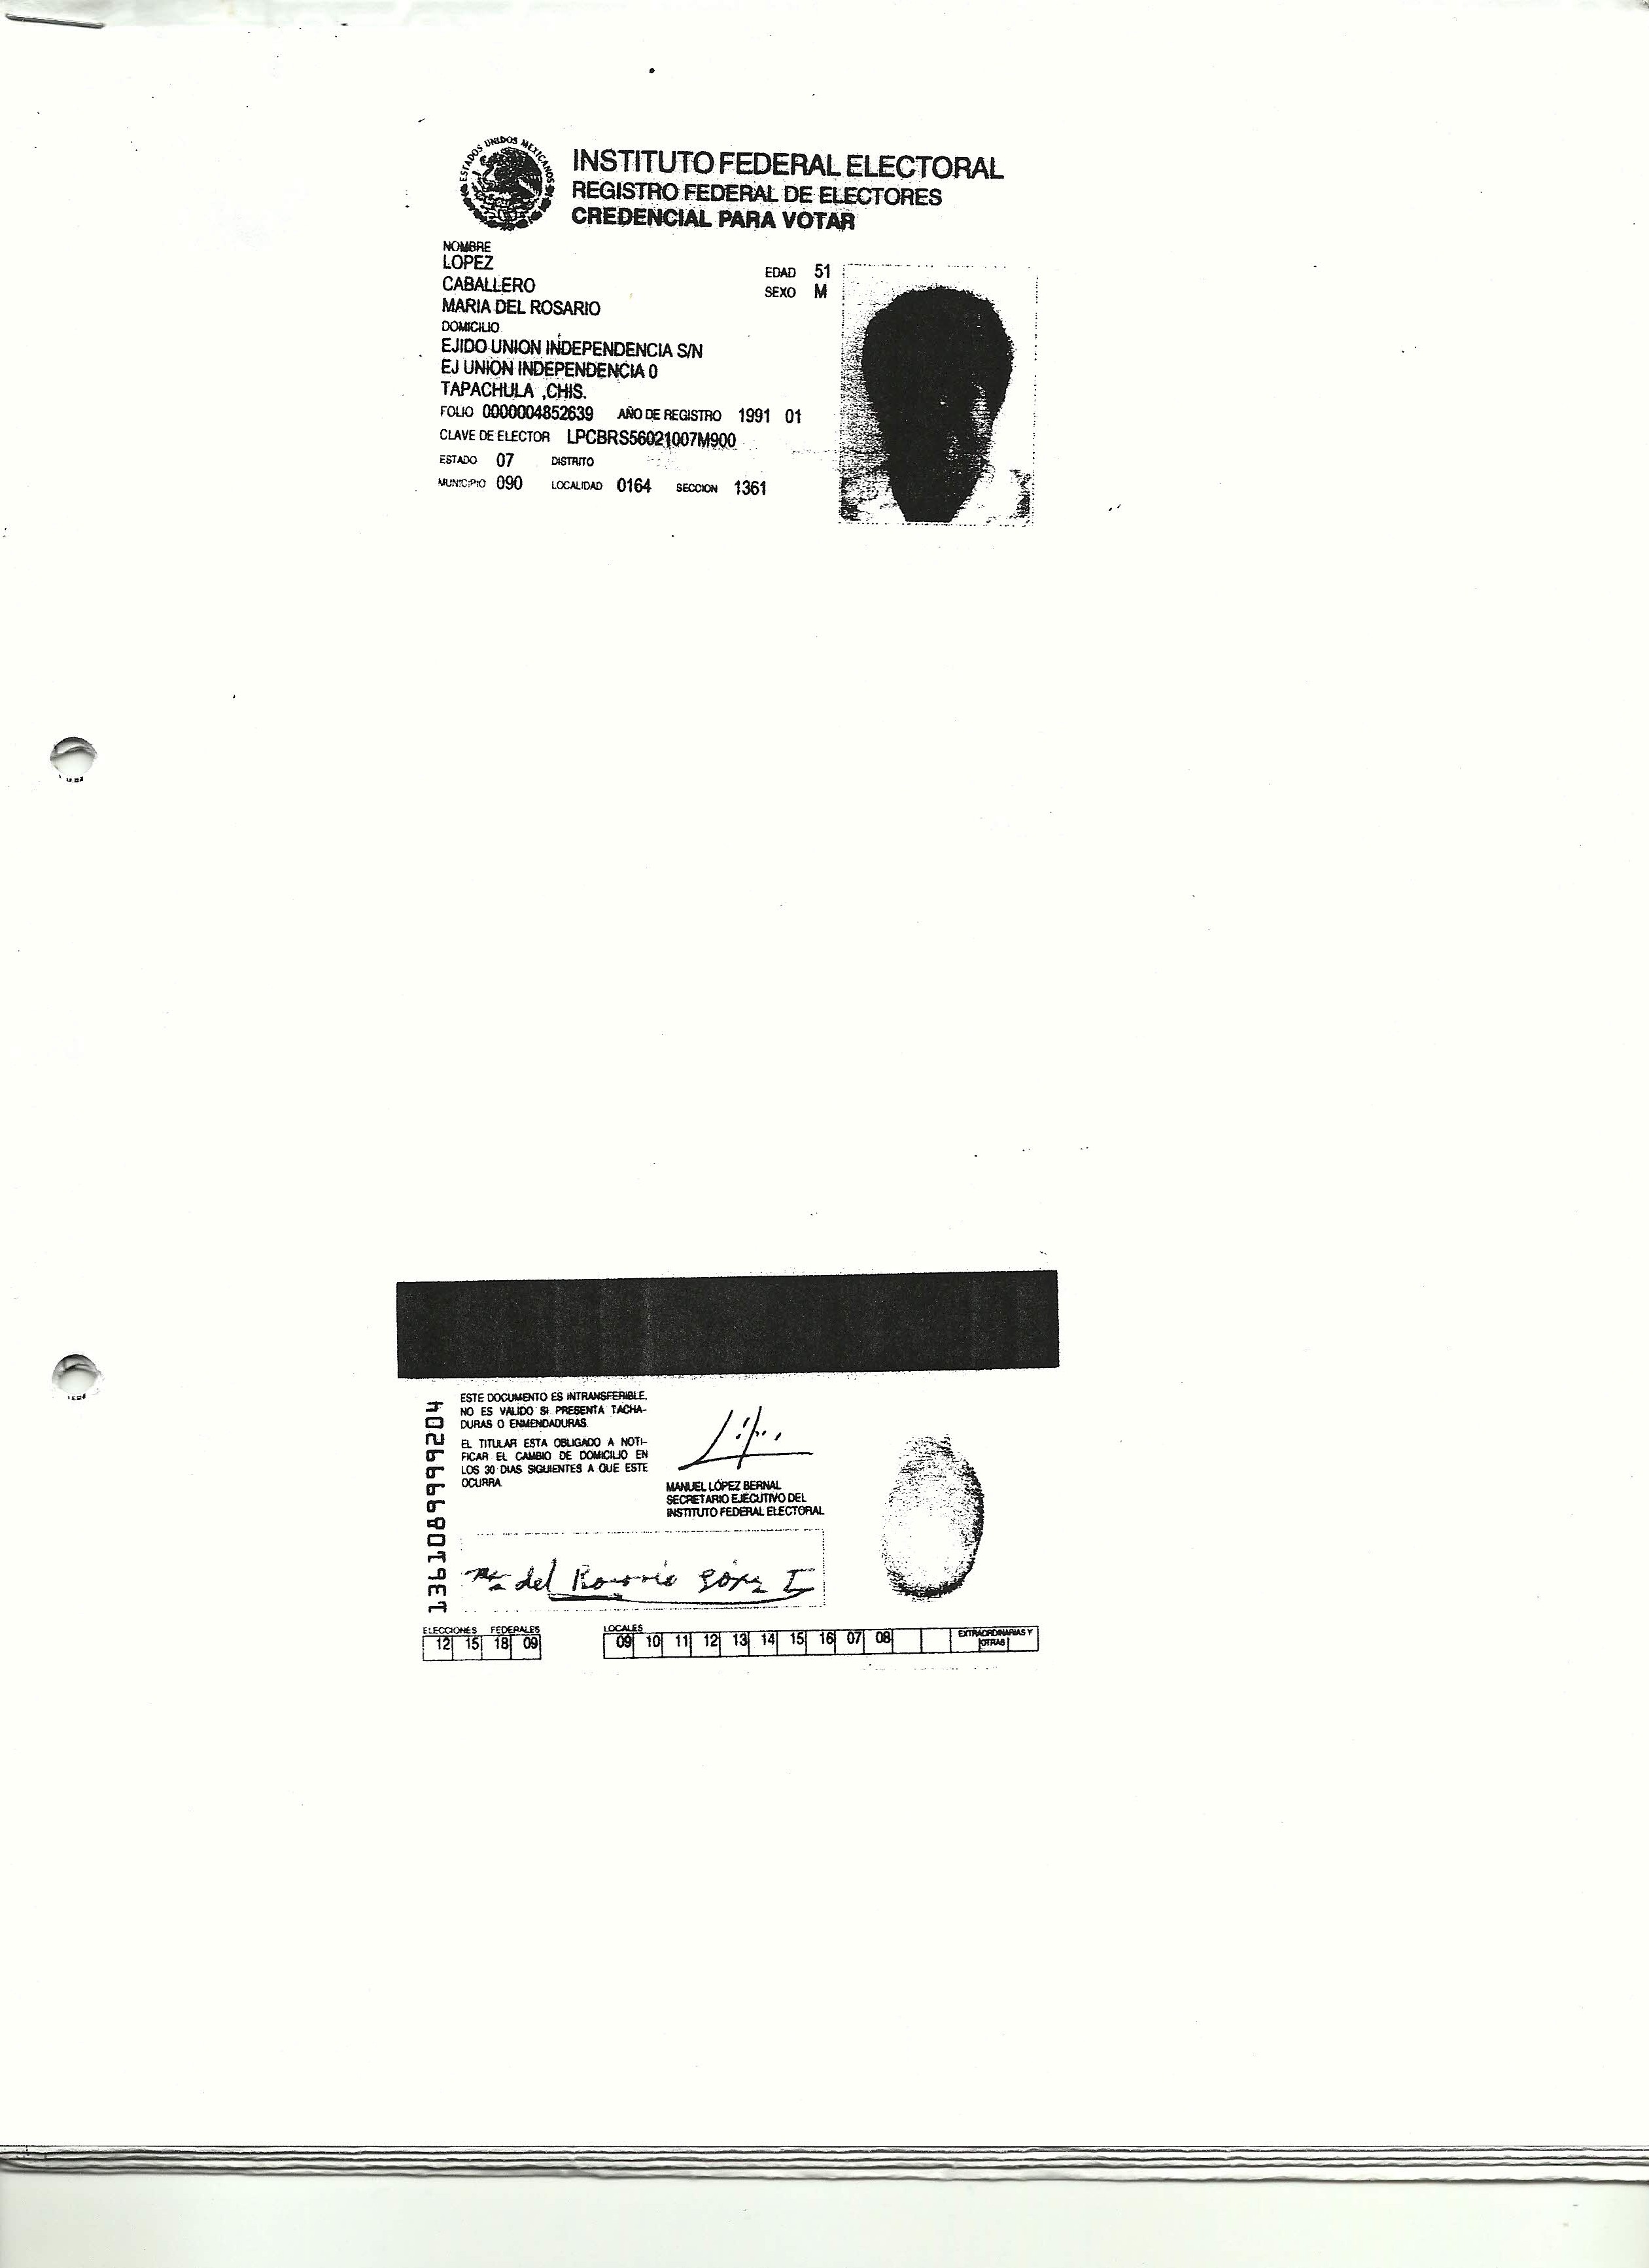 ESTADOS UNIDOS MEXICANOS
INSTITUTO FEDERAL ELECTORAL
REGISTRO FEDERAL DE ELECTORES
CREDENCIAL PARA VOTAR
NOMBRE
LOPEZ
CABALLERO
MARIA DEL ROSARIO
EDAD 51
SEXO M
DOMICILIO
EJIDO UNION INDEPENDENCIA S/N
EJ UNION INDEPENDENCIA 0
TAPACHULA ,CHIS.
FOLIO 0000004852639 AÑO DE REGISTRO 1991 01
CLAVE DE ELECTOR LPCBRS56021007M900
ESTADO 07 DISTRITO
MUNICIPIO 090 LOCALIDAD 0164 SECCION 1361
ESTE DOCUMENTO ES INTRANSFERIBLE.
NO ES VALIDO SI PRESENTA TACHA-
DURAS O ENMENDADURAS.
EL TITULAR ESTA OBLIGADO A NOTI-
FICAR EL CAMBIO DE DOMICILIO EN
LOS 30 DIAS SIGUIENTES A QUE ESTE
OCURRA.
MANUEL LÓPEZ BERNAL
SECRETARIO EJECUTIVO DEL
INSTITUTO FEDERAL ELECTORAL
del Rosario
ELECCIONES FEDERALES
12 15 18 09
LOCALES
09 10 11 12 13 14 15 16 07 08
EXTRAORDINARIAS Y
OTRAS